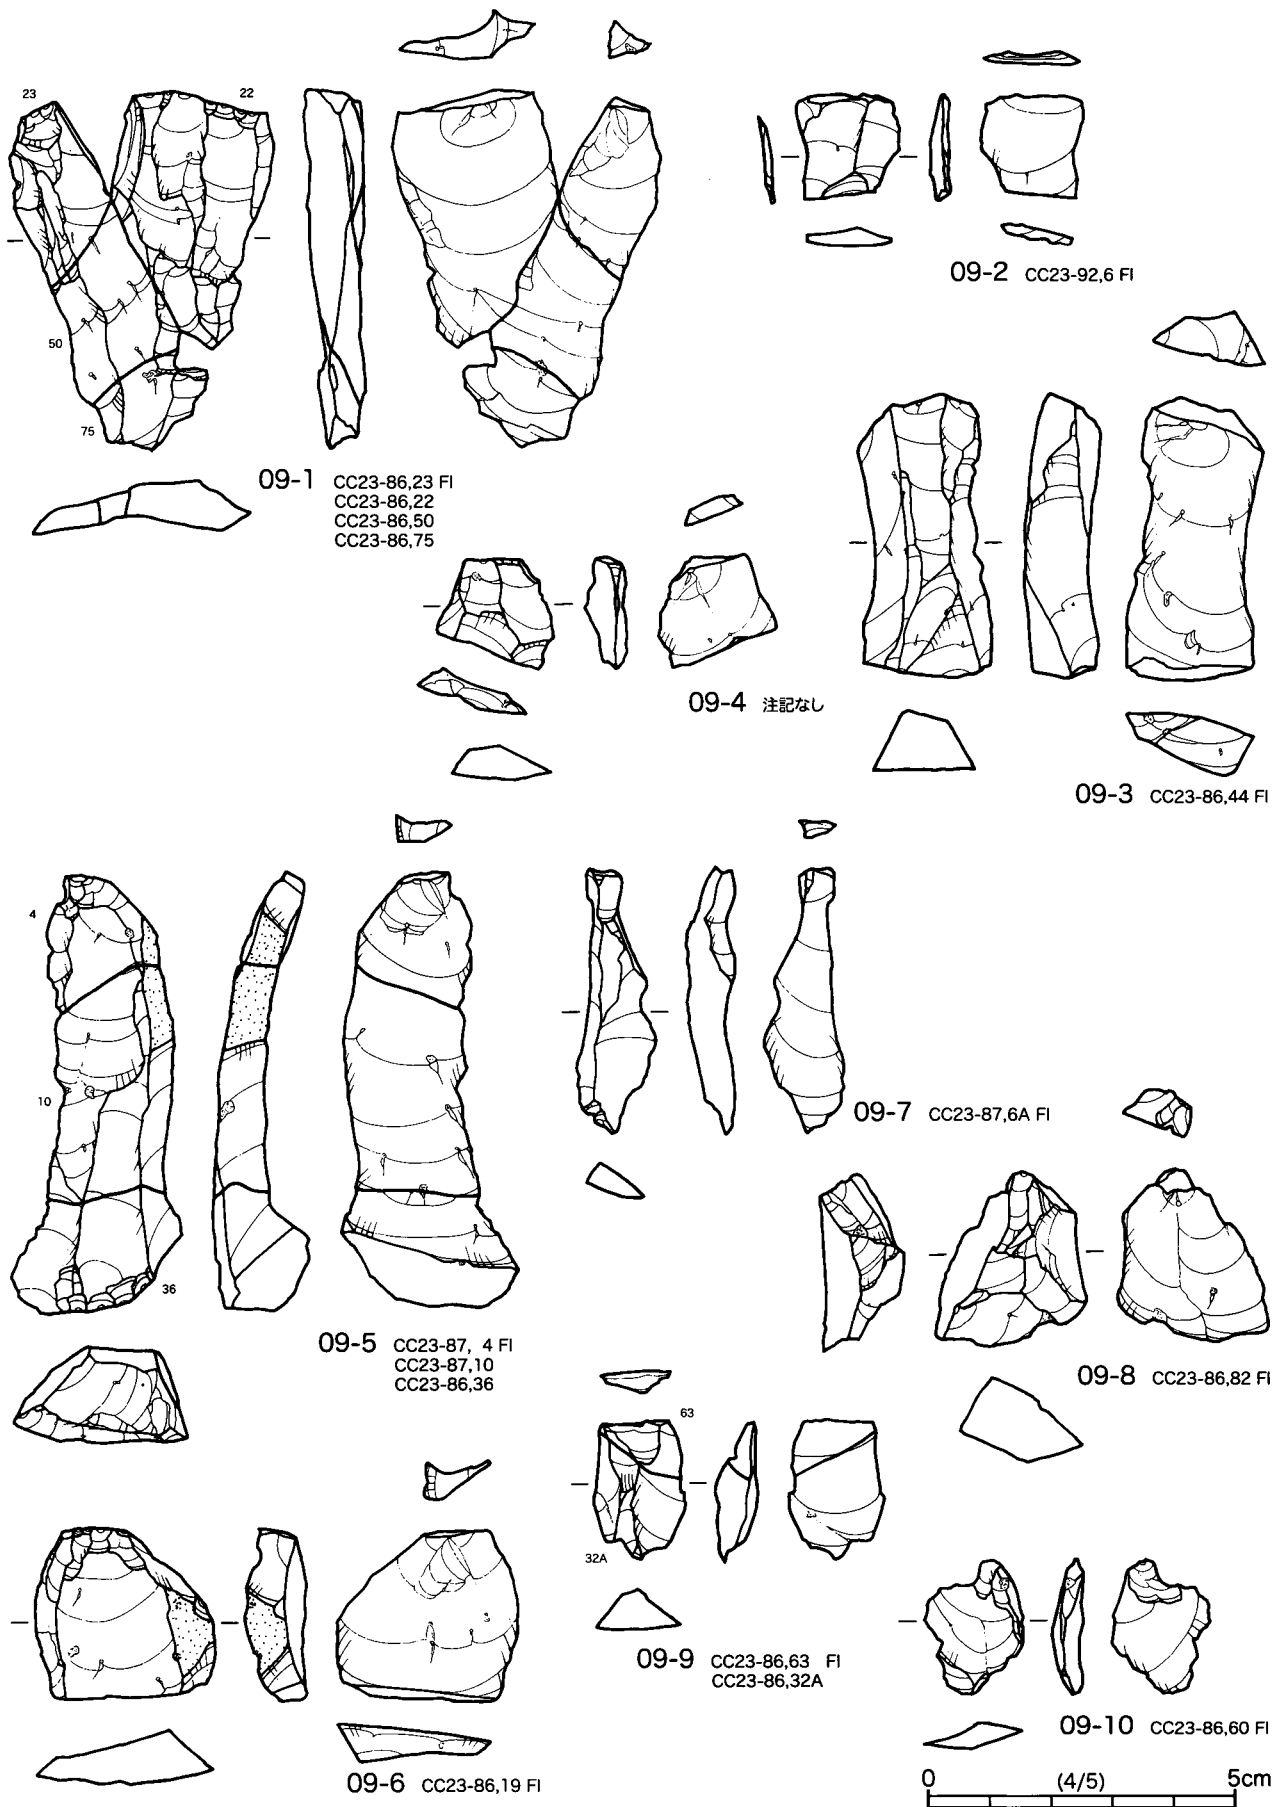 23
22
50
75
09-1 CC23-86,23 Fl
CC23-86,22
CC23-86,50
CC23-86,75
09-2 CC23-92,6 Fl
09-3 CC23-86,44 Fl
09-4 注記なし
4
10
36
09-5 CC23-87, 4 Fl
CC23-87,10
CC23-86,36
09-7 CC23-87,6A Fl
09-8 CC23-86,82 Fl
63
32A
09-9 CC23-86,63 Fl
CC23-86,32A
09-6 CC23-86,19 Fl
09-10 CC23-86,60 Fl
0 (4/5) 5cm